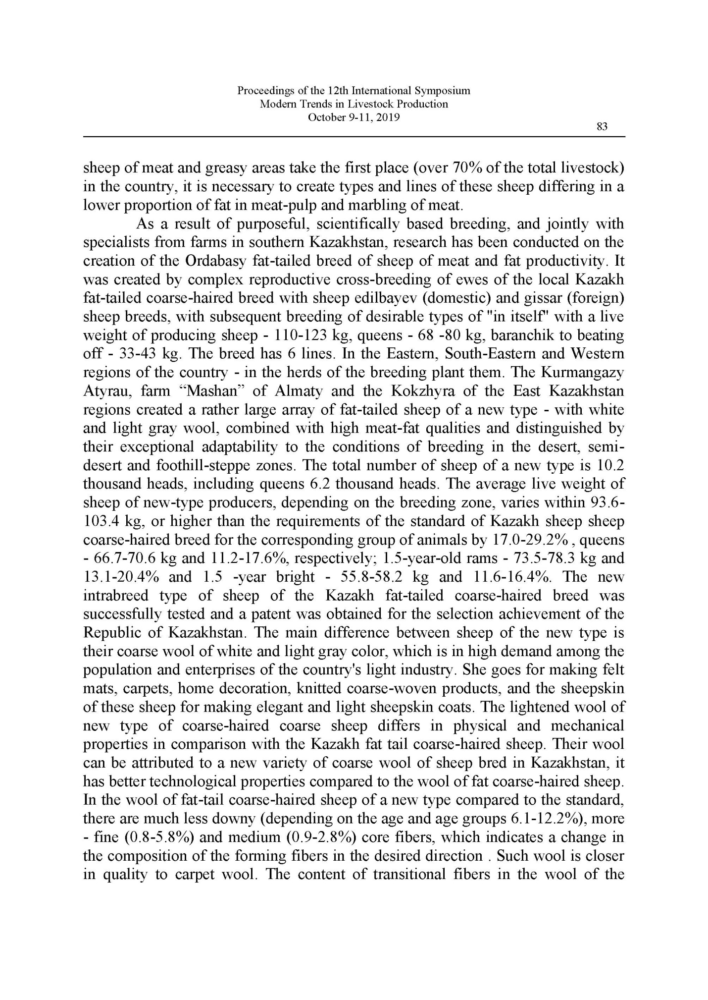 Proceedings of the 12th International Symposium
Modern Trends in Livestock Production
October 9-11, 2019
83
sheep of meat and greasy areas take the first place (over 70% of the total livestock)
in the country, it is necessary to create types and lines of these sheep differing in a
lower proportion of fat in meat-pulp and marbling of meat.
As a result of purposeful, scientifically based breeding, and jointly with
specialists from farms in southern Kazakhstan, research has been conducted on the
creation of the Ordabasy fat-tailed breed of sheep of meat and fat productivity. It
was created by complex reproductive cross-breeding of ewes of the local Kazakh
fat-tailed coarse-haired breed with sheep edilbayev (domestic) and gissar (foreign)
sheep breeds, with subsequent breeding of desirable types of "in itself" with a live
weight of producing sheep - 110-123 kg, queens - 68 -80 kg, baranchik to beating
off - 33-43 kg. The breed has 6 lines. In the Eastern, South-Eastern and Western
regions of the country - in the herds of the breeding plant them. The Kurmangazy
Atyrau, farm “Mashan” of Almaty and the Kokzhyra of the East Kazakhstan
regions created a rather large array of fat-tailed sheep of a new type - with white
and light gray wool, combined with high meat-fat qualities and distinguished by
their exceptional adaptability to the conditions of breeding in the desert, semi-
desert and foothill-steppe zones. The total number of sheep of a new type is 10.2
thousand heads, including queens 6.2 thousand heads. The average live weight of
sheep of new-type producers, depending on the breeding zone, varies within 93.6-
103.4 kg, or higher than the requirements of the standard of Kazakh sheep sheep
coarse-haired breed for the corresponding group of animals by 17.0-29.2% , queens
- 66.7-70.6 kg and 11.2-17.6%, respectively; 1.5-year-old rams - 73.5-78.3 kg and
13.1-20.4% and 1.5 -year bright - 55.8-58.2 kg and 11.6-16.4%. The new
intrabreed type of sheep of the Kazakh fat-tailed coarse-haired breed was
successfully tested and a patent was obtained for the selection achievement of the
Republic of Kazakhstan. The main difference between sheep of the new type is
their coarse wool of white and light gray color, which is in high demand among the
population and enterprises of the country's light industry. She goes for making felt
mats, carpets, home decoration, knitted coarse-woven products, and the sheepskin
of these sheep for making elegant and light sheepskin coats. The lightened wool of
new type of coarse-haired coarse sheep differs in physical and mechanical
properties in comparison with the Kazakh fat tail coarse-haired sheep. Their wool
can be attributed to a new variety of coarse wool of sheep bred in Kazakhstan, it
has better technological properties compared to the wool of fat coarse-haired sheep.
In the wool of fat-tail coarse-haired sheep of a new type compared to the standard,
there are much less downy (depending on the age and age groups 6.1-12.2%), more
- fine (0.8-5.8%) and medium (0.9-2.8%) core fibers, which indicates a change in
the composition of the forming fibers in the desired direction . Such wool is closer
in quality to carpet wool. The content of transitional fibers in the wool of the